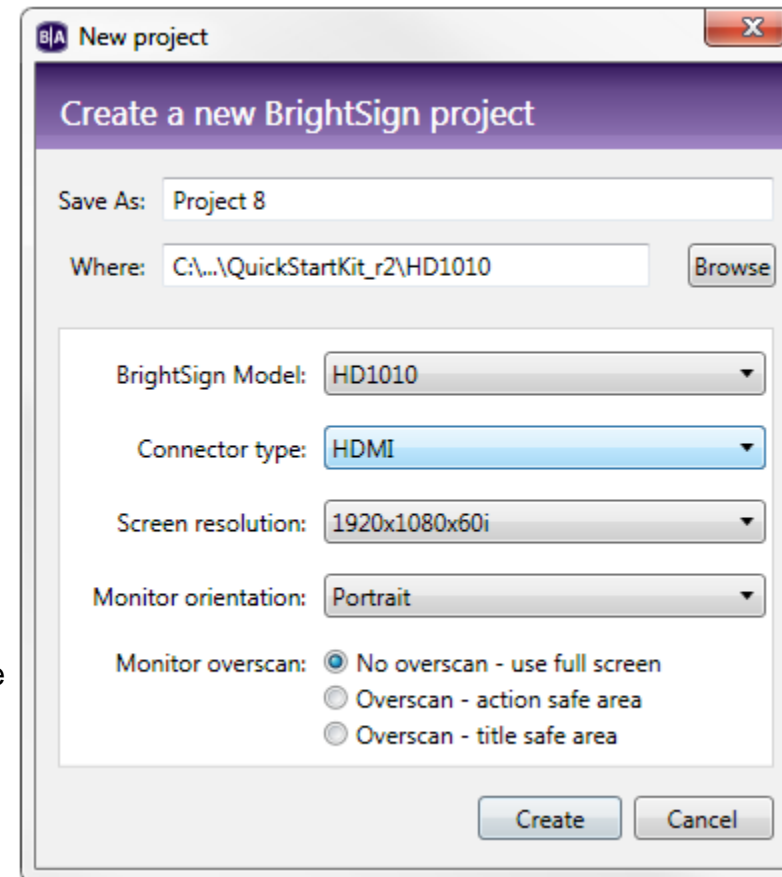 B|A New project
Create a new BrightSign project
Save As: Project 8
Where: C:\...\QuickStartKit_r2\HD1010 Browse
BrightSign Model: HD1010
Connector type: HDMI
Screen resolution: 1920x1080x60i
Monitor orientation: Portrait
Monitor overscan: No overscan - use full screen
e
Overscan - action safe area
Overscan - title safe area
Create Cancel